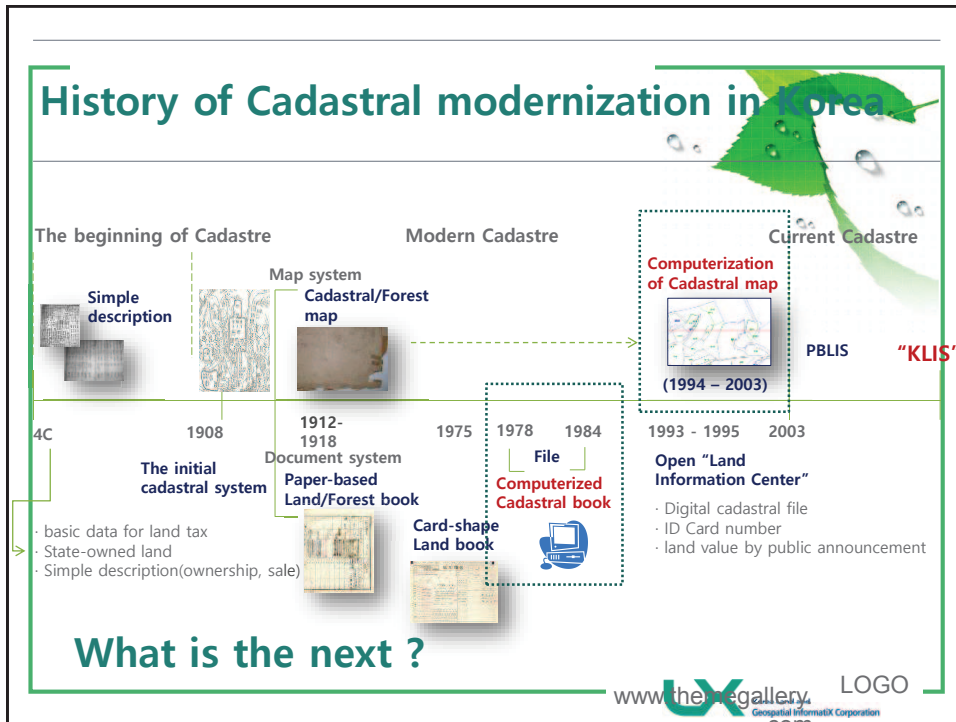 History of Cadastral modernization in Korea
The beginning of Cadastre
Modern Cadastre
Current Cadastre
Map system
Simple
description
Cadastral/Forest
map
Computerization
of Cadastral map
(1994 – 2003)
PBLIS
“KLIS”
4C
1908
1912-
1918
1975
1978
1984
1993 - 1995
2003
The initial
cadastral system
Document system
Paper-based
Land/Forest book
File
Computerized
Cadastral book
Open “Land
Information Center”
Card-shape
Land book
· Digital cadastral file
· ID Card number
· land value by public announcement
· basic data for land tax
· State-owned land
· Simple description(ownership, sale)
What is the next ?
www.themegallery.
com
LOGO
LX
Geospatial InformatiX Corporation